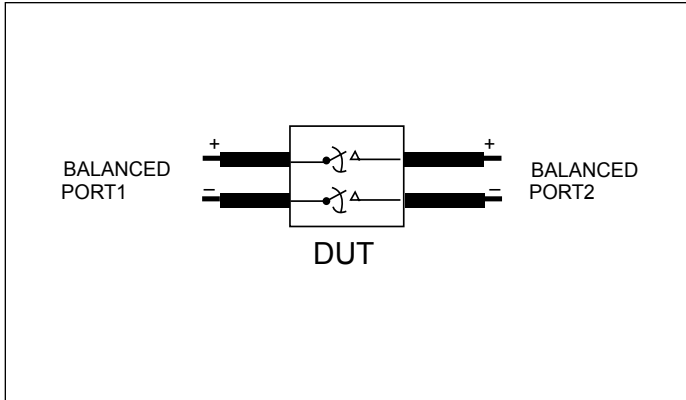 +
+
BALANCED
PORT1
BALANCED
PORT2
–
–
DUT